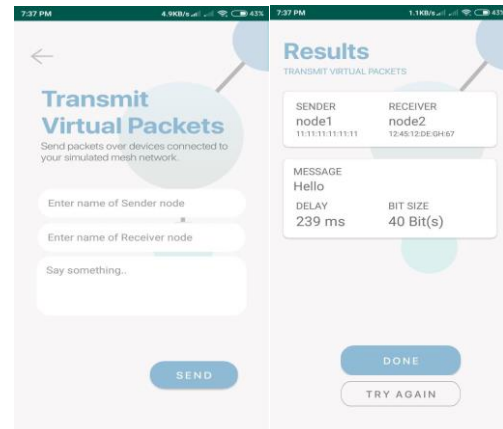 7:37 PM
4.9KB/s
43%
Transmit
Virtual Packets
Send packets over devices connected to
your simulated mesh network.
Enter name of Sender node
Enter name of Receiver node
Say something..
SEND
7:37 PM
1.1KB/s
43%
Results
TRANSMIT VIRTUAL PACKETS
SENDER
node1
11:11:11:11:11:11
RECEIVER
node2
12:45:12:DE:GH:67
MESSAGE
Hello
DELAY
239 ms
BIT SIZE
40 Bit(s)
DONE
TRY AGAIN